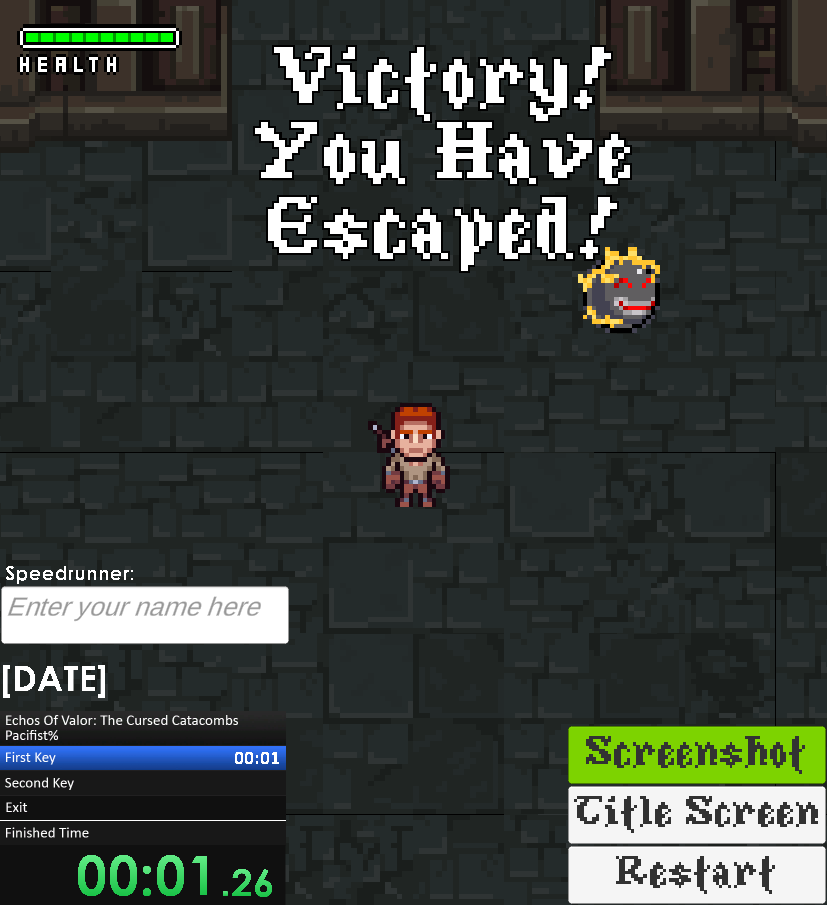 HEALTH
Victory!
You Have
Escaped!
Speedrunner:
Enter your name here
[DATE]
Echos Of Valor: The Cursed Catacombs
Pacifist%
First Key 00:01
Second Key
Exit
Finished Time
00:01.26
Screenshot
Title Screen
Restart